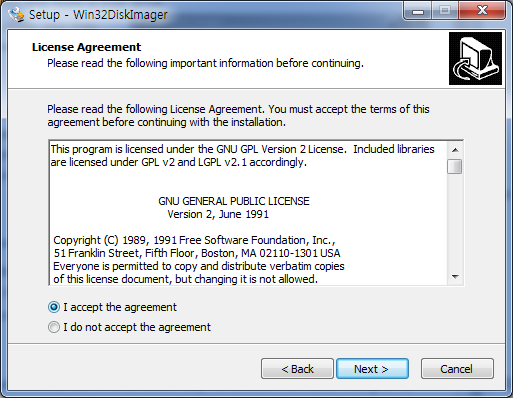 Setup - Win32DiskImager
License Agreement
Please read the following important information before continuing.
Please read the following License Agreement. You must accept the terms of this
agreement before continuing with the installation.
This program is licensed under the GNU GPL Version 2 License.  Included libraries
are licensed under GPL v2 and LGPL v2.1 accordingly.
GNU GENERAL PUBLIC LICENSE
Version 2, June 1991
Copyright (C) 1989, 1991 Free Software Foundation, Inc.,
51 Franklin Street, Fifth Floor, Boston, MA 02110-1301 USA
Everyone is permitted to copy and distribute verbatim copies
of this license document, but changing it is not allowed.
I accept the agreement
I do not accept the agreement
< Back
Next >
Cancel